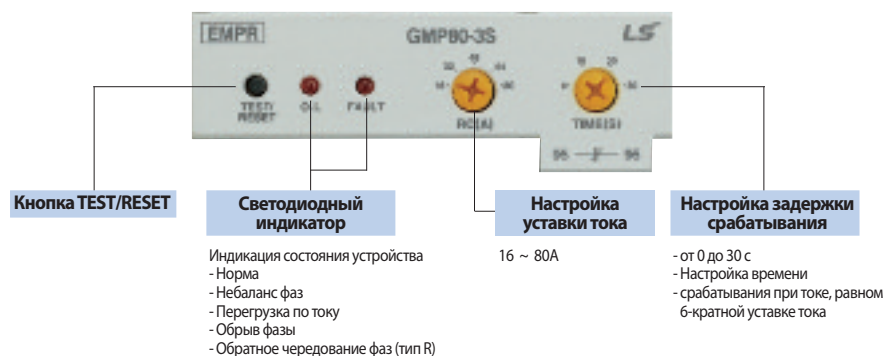 EMPR
GMP80-3S
LS
TEST/
RESET
O/L
FAULT
RC(A)
TIME(S)
95
96
Кнопка TEST/RESET
Светодиодный
индикатор
Индикация состояния устройства
- Норма
- Небаланс фаз
- Перегрузка по току
- Обрыв фазы
- Обратное чередование фаз (тип R)
Настройка
уставки тока
16 ~ 80A
Настройка задержки
срабатывания
- от 0 до 30 с
- Настройка времени
- срабатывания при токе, равном
6-кратной уставке тока